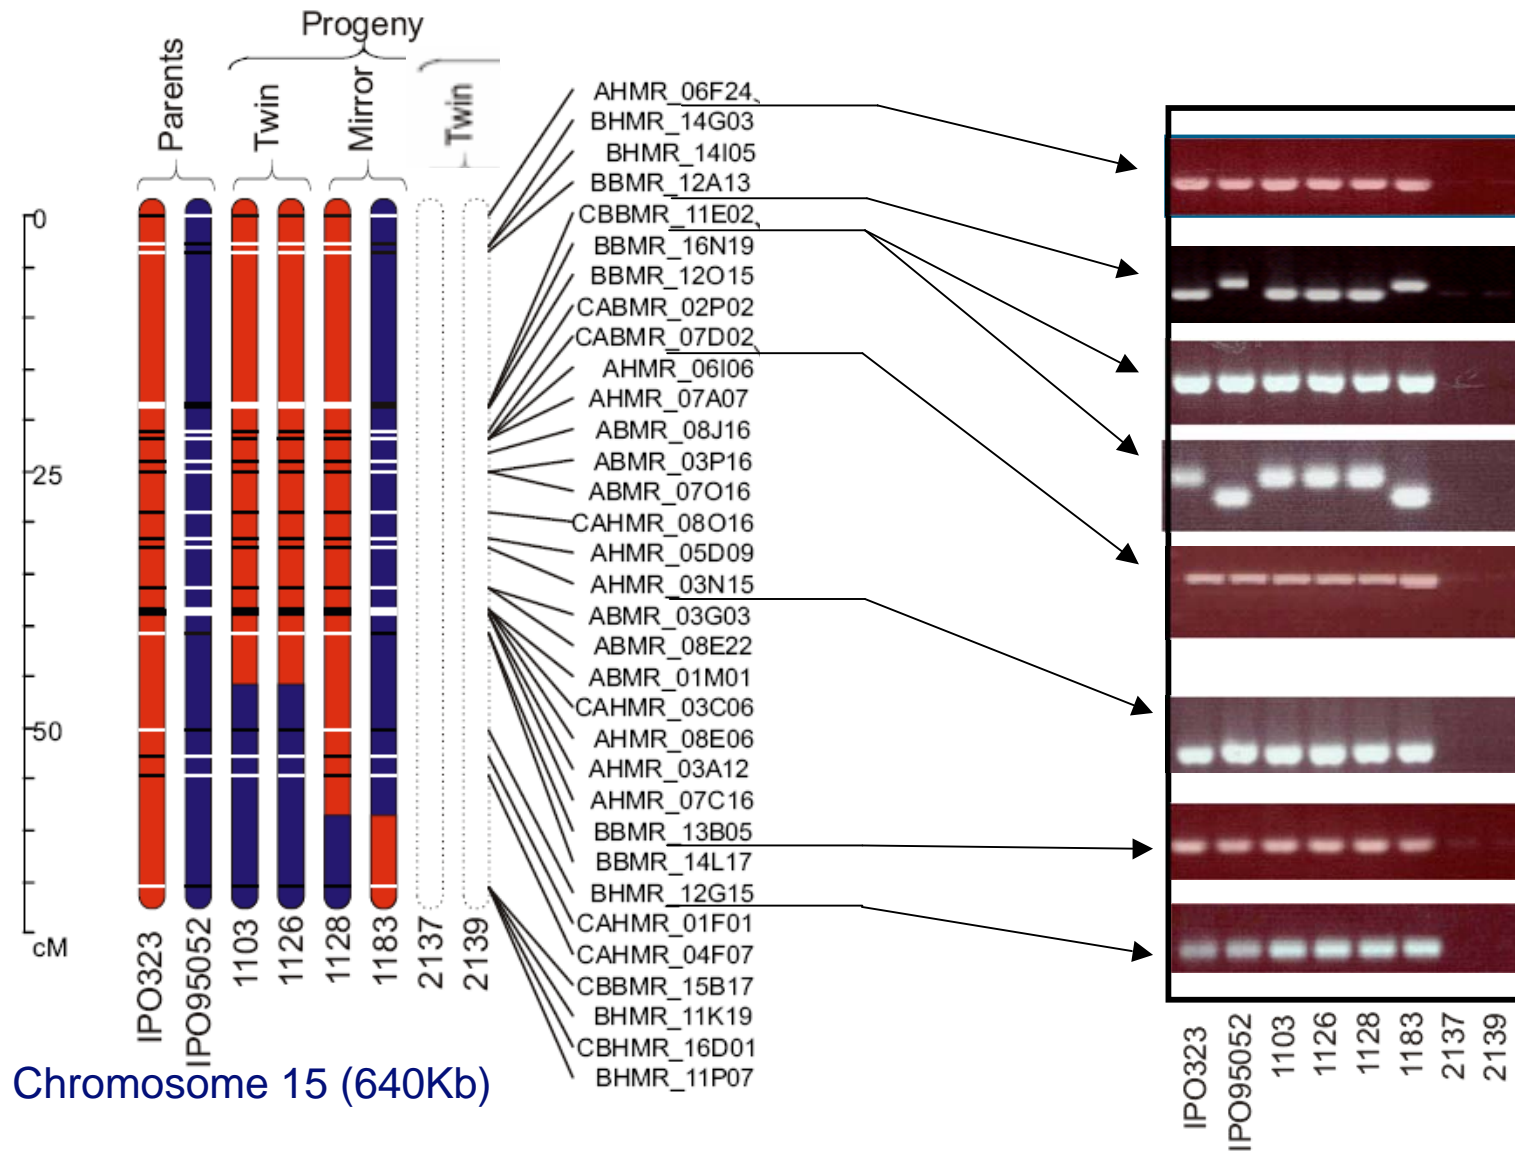 Progeny
Parents
Twin
Mirror
Twin
0
25
50
cM
IPO323
IPO95052
1103
1126
1128
1183
2137
2139
AHMR_06F24
BHMR_14G03
BHMR_14I05
BBMR_12A13
CBBMR_11E02
BBMR_16N19
BBMR_12O15
CABMR_02P02
CABMR_07D02
AHMR_06I06
AHMR_07A07
ABMR_08J16
ABMR_03P16
ABMR_07O16
CAHMR_08O16
AHMR_05D09
AHMR_03N15
ABMR_03G03
ABMR_08E22
ABMR_01M01
CAHMR_03C06
AHMR_08E06
AHMR_03A12
AHMR_07C16
BBMR_13B05
BBMR_14L17
BHMR_12G15
CAHMR_01F01
CAHMR_04F07
CBBMR_15B17
BHMR_11K19
CBHMR_16D01
BHMR_11P07
Chromosome 15 (640Kb)
IPO323
IPO95052
1103
1126
1128
1183
2137
2139